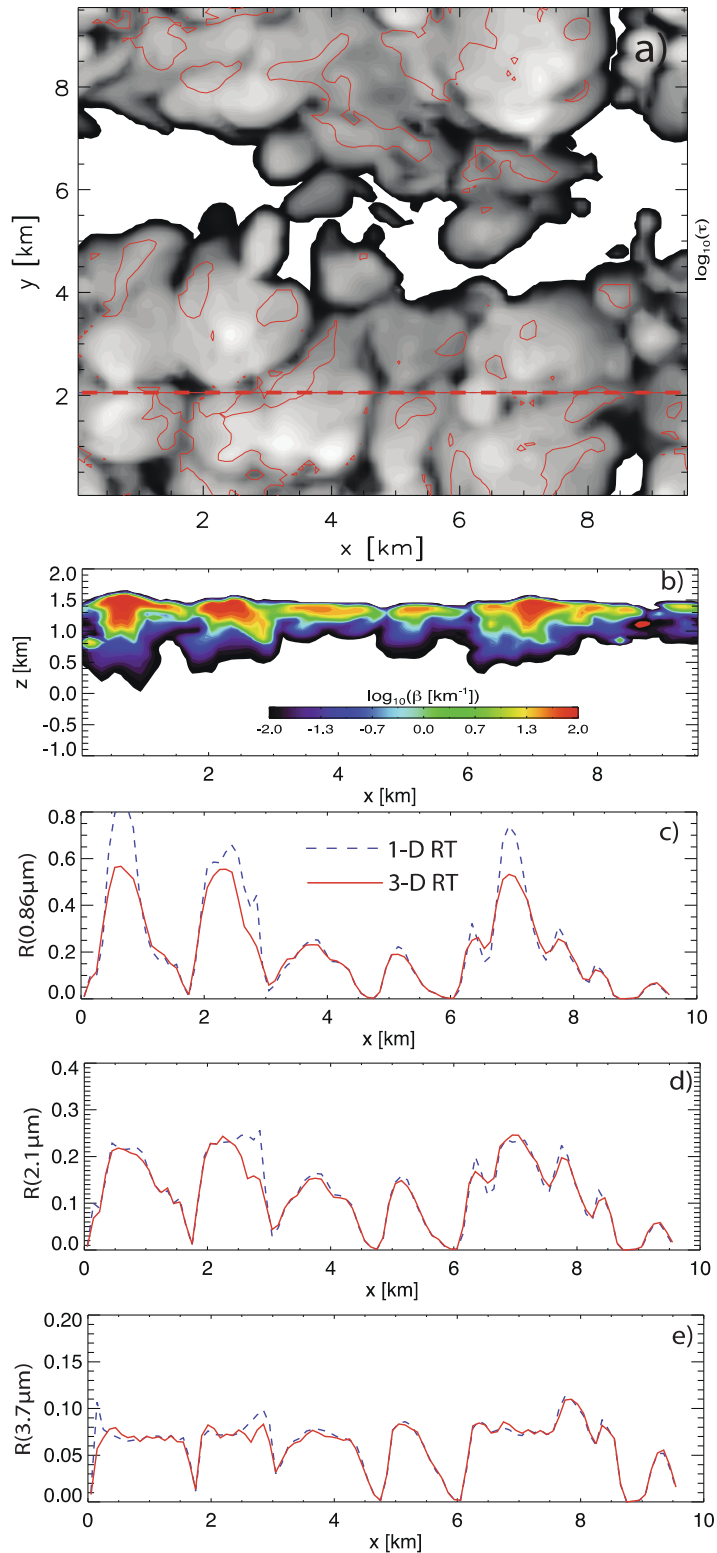 a)
8
6
4
2
y [km]
log₁₀(τ)
2 4 6 8
x [km]
b)
2.0
1.5
1.0
0.5
0.0
-0.5
-1.0
z [km]
log₁₀(β [km⁻¹])
-2.0 -1.3 -0.7 0.0 0.7 1.3 2.0
2 4 6 8
x [km]
c)
0.8
0.6
0.4
0.2
0.0
R(0.86μm)
1-D RT
3-D RT
0 2 4 6 8 10
x [km]
d)
0.4
0.3
0.2
0.1
0.0
R(2.1μm)
0 2 4 6 8 10
x [km]
e)
0.20
0.15
0.10
0.05
0.00
R(3.7μm)
0 2 4 6 8 10
x [km]